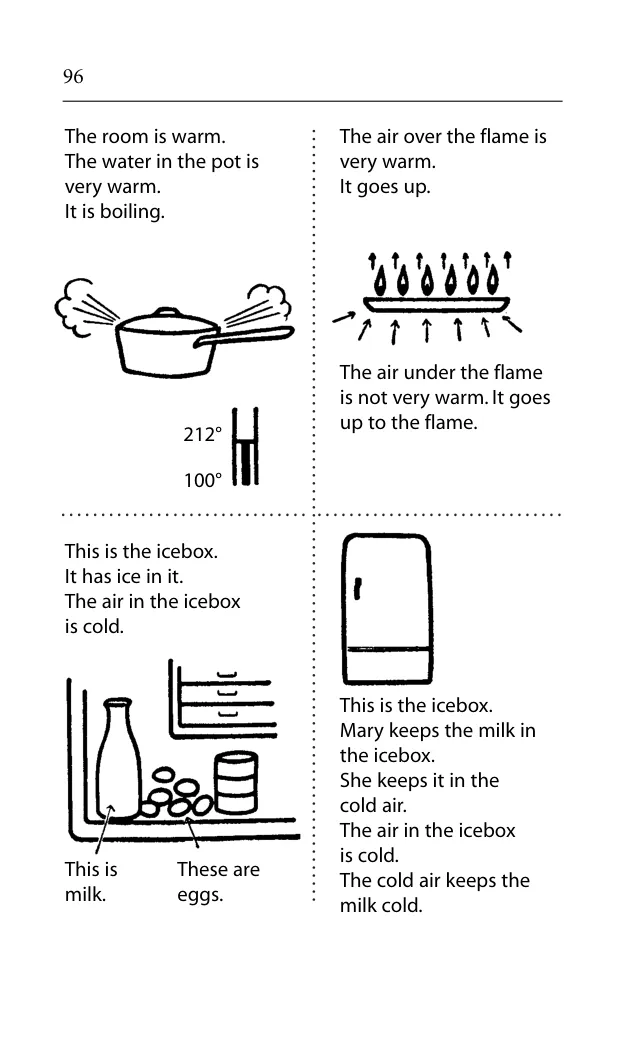 96
The room is warm.
The water in the pot is
very warm.
It is boiling.
212°
100°
The air over the flame is
very warm.
It goes up.
The air under the flame
is not very warm. It goes
up to the flame.
This is the icebox.
It has ice in it.
The air in the icebox
is cold.
This is
milk.
These are
eggs.
This is the icebox.
Mary keeps the milk in
the icebox.
She keeps it in the
cold air.
The air in the icebox
is cold.
The cold air keeps the
milk cold.